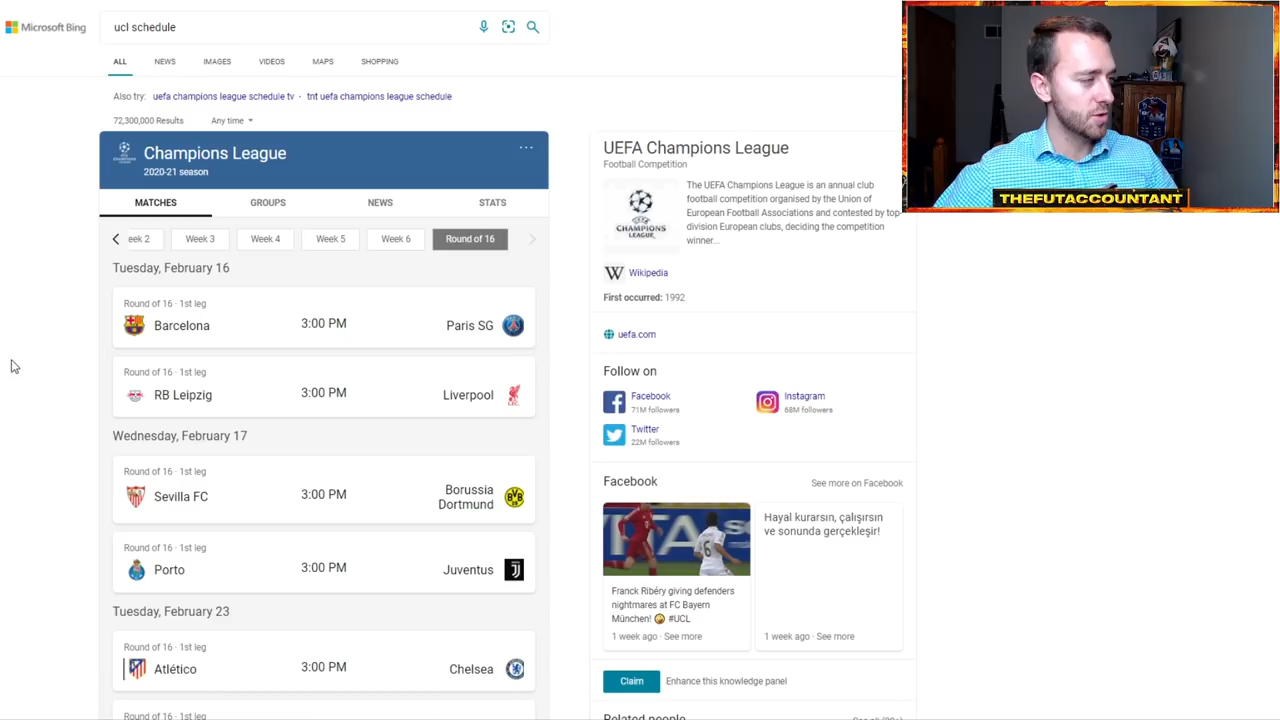 Microsoft Bing
ucl schedule
ALL NEWS IMAGES VIDEOS MAPS SHOPPING
Also try: uefa champions league schedule tv · tnt uefa champions league schedule
72,300,000 Results Any time
Champions League
2020-21 season
MATCHES GROUPS NEWS STATS
eek 2 Week 3 Week 4 Week 5 Week 6 Round of 16
Tuesday, February 16
Round of 16 · 1st leg
Barcelona 3:00 PM Paris SG
Round of 16 · 1st leg
RB Leipzig 3:00 PM Liverpool
Wednesday, February 17
Round of 16 · 1st leg
Sevilla FC 3:00 PM Borussia
Dortmund
Round of 16 · 1st leg
Porto 3:00 PM Juventus
Tuesday, February 23
Round of 16 · 1st leg
Atlético 3:00 PM Chelsea
Round of 16 · 1st leg
UEFA Champions League
Football Competition
CHAMPIONS
LEAGUE
The UEFA Champions League is an annual club
football competition organised by the Union of
European Football Associations and contested by top-
division European clubs, deciding the competition
winner...
Wikipedia
First occurred: 1992
uefa.com
Follow on
Facebook
71M followers
Instagram
68M followers
Twitter
22M followers
Facebook See more on Facebook
Franck Ribéry giving defenders
nightmares at FC Bayern
München! #UCL
1 week ago · See more
Hayal kurarsın, çalışırsın
ve sonunda gerçekleşir!
1 week ago · See more
Claim Enhance this knowledge panel
Related people
THEFUTACCOUNTANT